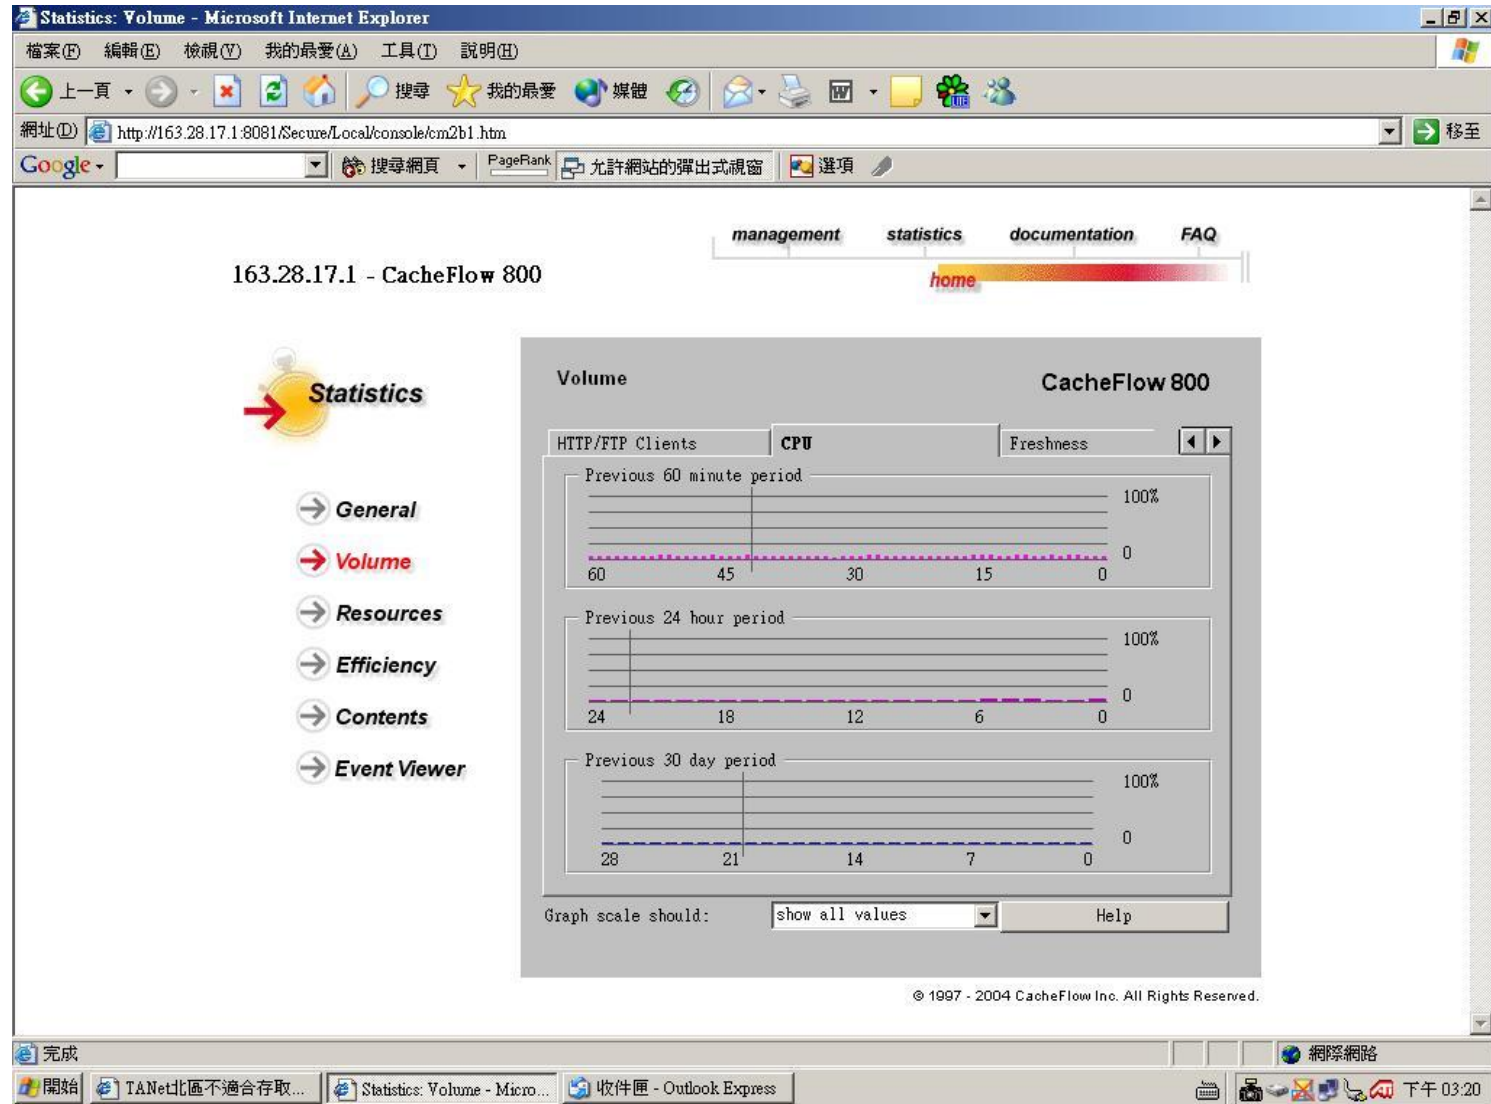 Statistics: Volume - Microsoft Internet Explorer
檔案(F) 編輯(E) 檢視(V) 我的最愛(A) 工具(T) 說明(H)
上一頁 搜尋 我的最愛 媒體
網址(D) http://163.28.17.1:8081/Secure/Local/console/cm2b1.htm 移至
Google 搜尋網頁 PageRank 允許網站的彈出式視窗 選項
management statistics documentation FAQ
163.28.17.1 - CacheFlow 800
home
Statistics
General
Volume
Resources
Efficiency
Contents
Event Viewer
Volume CacheFlow 800
HTTP/FTP Clients CPU Freshness
Previous 60 minute period
100%
0
60 45 30 15 0
Previous 24 hour period
100%
0
24 18 12 6 0
Previous 30 day period
100%
0
28 21 14 7 0
Graph scale should: show all values Help
© 1997 - 2004 CacheFlow Inc. All Rights Reserved.
完成 網際網路
開始 TANet北區不適合存取... Statistics: Volume - Micro... 收件匣 - Outlook Express 下午 03:20